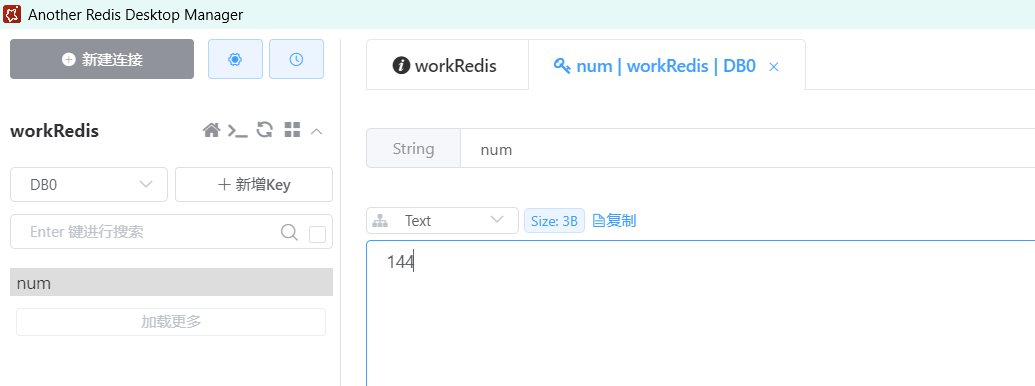 Another Redis Desktop Manager
新建连接
workRedis
num | workRedis | DB0
workRedis
DB0
新增Key
String
num
Enter 键进行搜索
Text
Size: 3B
复制
num
144
加载更多